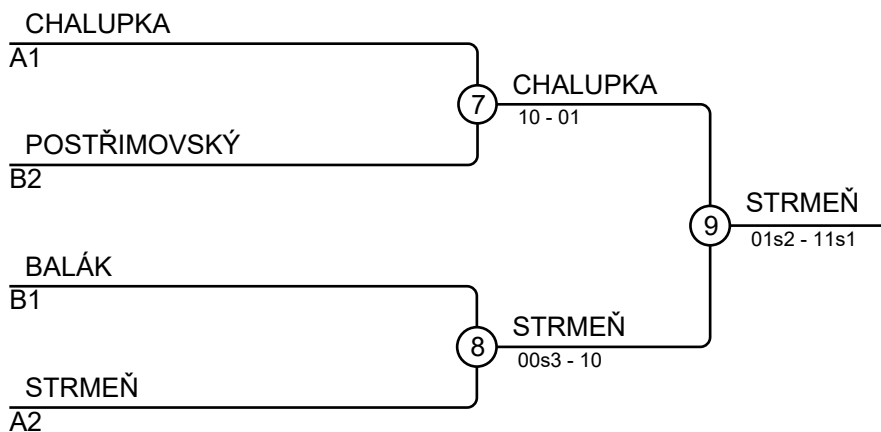 CHALUPKA
A1
7
CHALUPKA
10 - 01
POSTŘIMOVSKÝ
B2
9
STRMEŇ
01s2 - 11s1
BALÁK
B1
8
STRMEŇ
00s3 - 10
STRMEŇ
A2